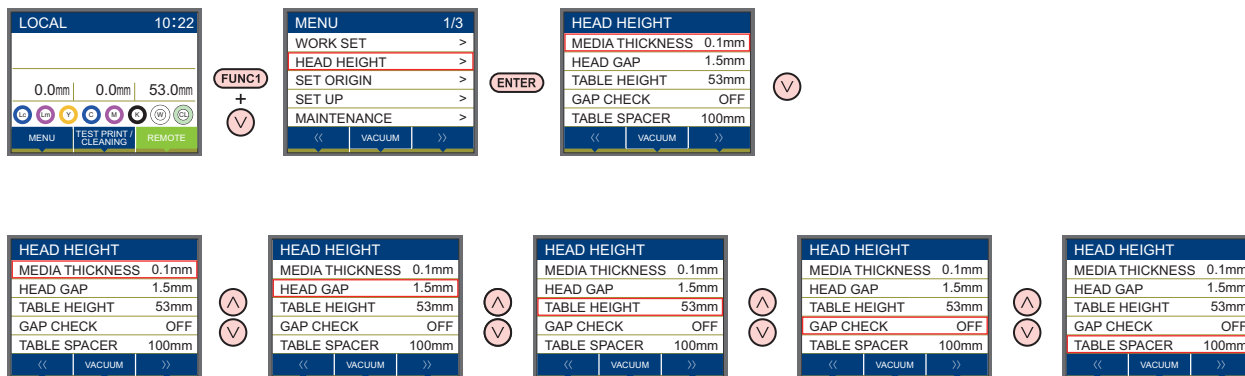 LOCAL 10:22
0.0mm 0.0mm 53.0mm
Lc Lm Y C M K W CL
MENU TEST PRINT / CLEANING REMOTE
FUNC1
+
MENU 1/3
WORK SET >
HEAD HEIGHT >
SET ORIGIN >
SET UP >
MAINTENANCE >
<< VACUUM >>
ENTER
HEAD HEIGHT
MEDIA THICKNESS 0.1mm
HEAD GAP 1.5mm
TABLE HEIGHT 53mm
GAP CHECK OFF
TABLE SPACER 100mm
<< VACUUM >>
HEAD HEIGHT
MEDIA THICKNESS 0.1mm
HEAD GAP 1.5mm
TABLE HEIGHT 53mm
GAP CHECK OFF
TABLE SPACER 100mm
<< VACUUM >>
HEAD HEIGHT
MEDIA THICKNESS 0.1mm
HEAD GAP 1.5mm
TABLE HEIGHT 53mm
GAP CHECK OFF
TABLE SPACER 100mm
<< VACUUM >>
HEAD HEIGHT
MEDIA THICKNESS 0.1mm
HEAD GAP 1.5mm
TABLE HEIGHT 53mm
GAP CHECK OFF
TABLE SPACER 100mm
<< VACUUM >>
HEAD HEIGHT
MEDIA THICKNESS 0.1mm
HEAD GAP 1.5mm
TABLE HEIGHT 53mm
GAP CHECK OFF
TABLE SPACER 100mm
<< VACUUM >>
HEAD HEIGHT
MEDIA THICKNESS 0.1mm
HEAD GAP 1.5mm
TABLE HEIGHT 53mm
GAP CHECK OFF
TABLE SPACER 100mm
<< VACUUM >>